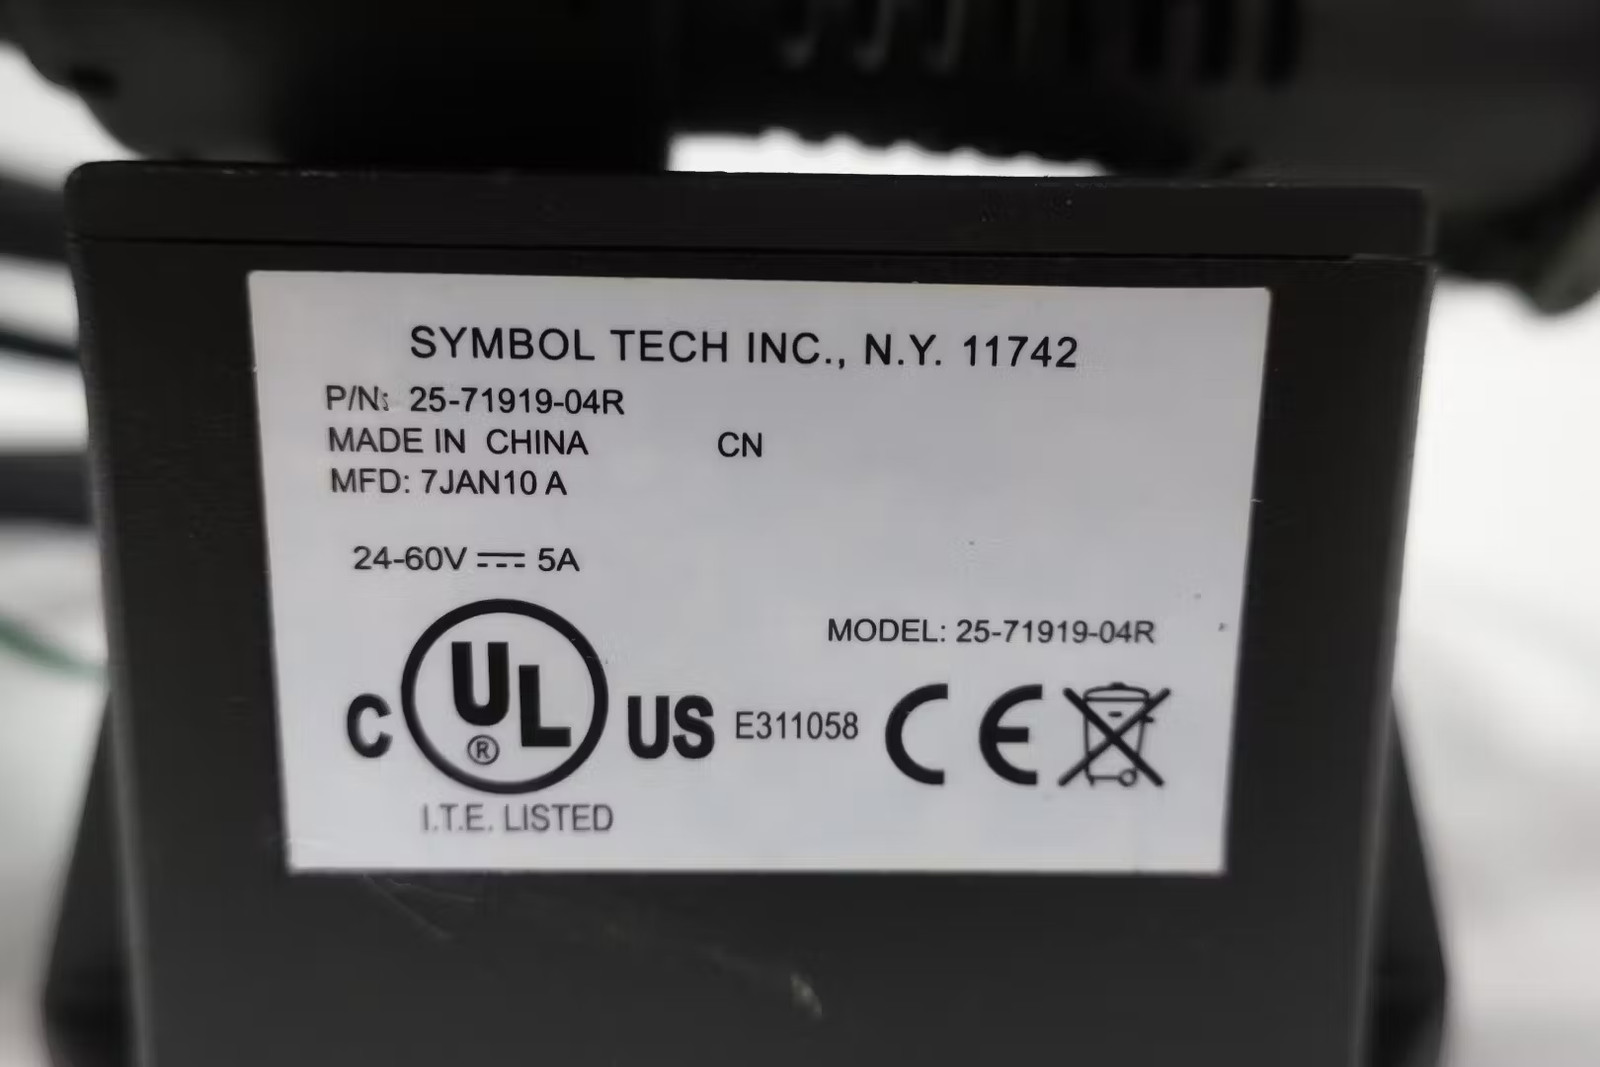 SYMBOL TECH INC., N.Y. 11742
P/N: 25-71919-04R
MADE IN CHINA CN
MFD: 7JAN10 A
24-60V ⎓ 5A
MODEL: 25-71919-04R
C UL ® US E311058 CE
I.T.E. LISTED